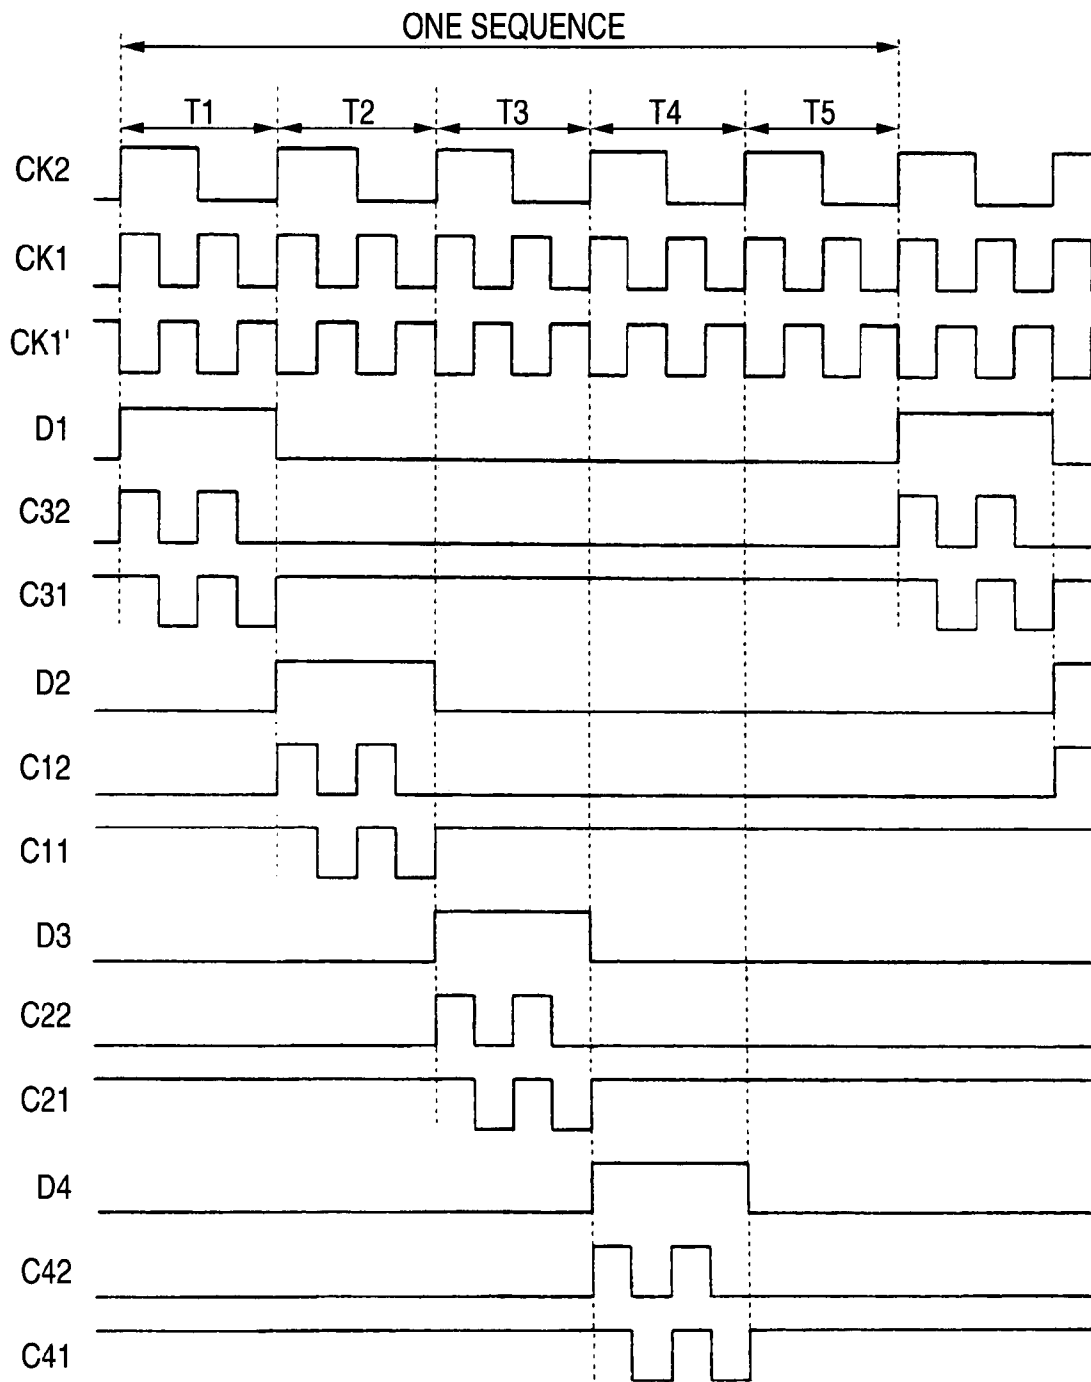 ONE SEQUENCE
T1 T2 T3 T4 T5
CK2
CK1
CK1'
D1
C32
C31
D2
C12
C11
D3
C22
C21
D4
C42
C41